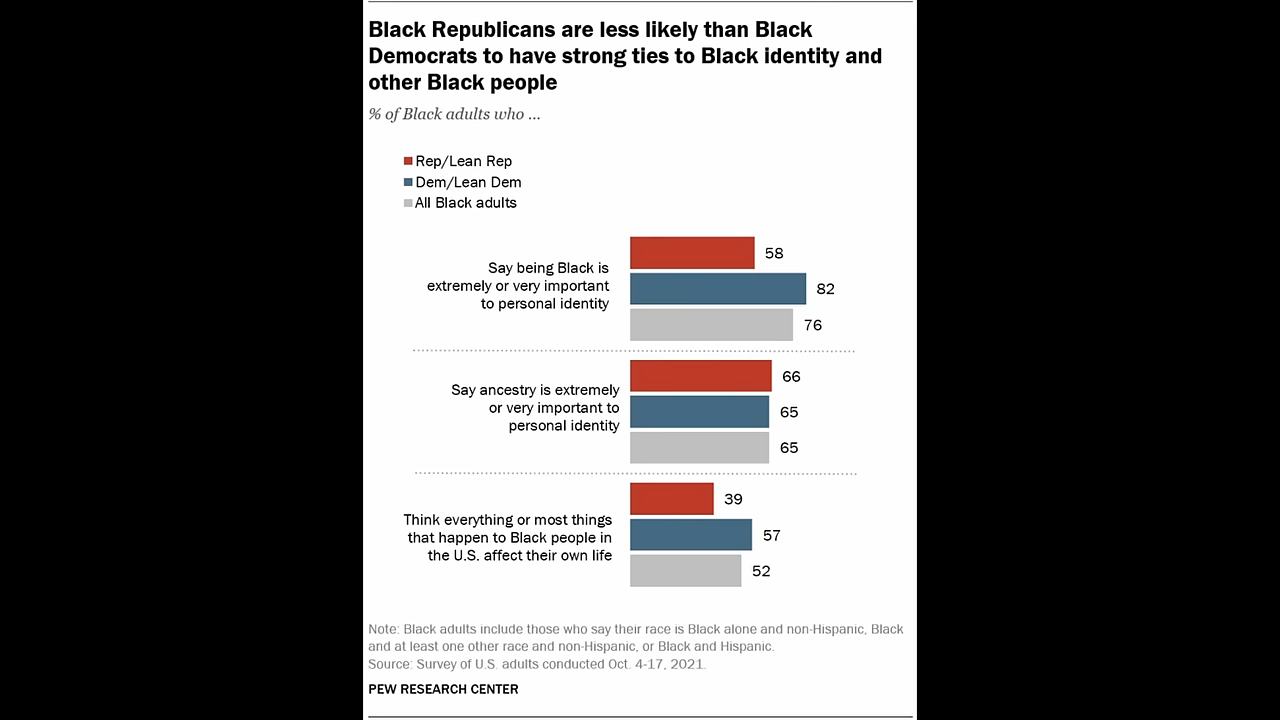 Black Republicans are less likely than Black
Democrats to have strong ties to Black identity and
other Black people
% of Black adults who ...
Rep/Lean Rep
Dem/Lean Dem
All Black adults
Say being Black is
extremely or very important
to personal identity
58
82
76
Say ancestry is extremely
or very important to
personal identity
66
65
65
Think everything or most things
that happen to Black people in
the U.S. affect their own life
39
57
52
Note: Black adults include those who say their race is Black alone and non-Hispanic, Black
and at least one other race and non-Hispanic, or Black and Hispanic.
Source: Survey of U.S. adults conducted Oct. 4-17, 2021.
PEW RESEARCH CENTER